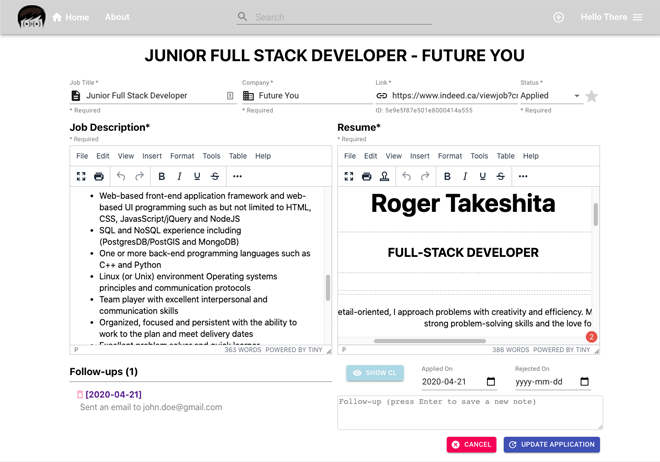 Home
About
Search
Hello There
JUNIOR FULL STACK DEVELOPER - FUTURE YOU
Job Title *
Junior Full Stack Developer
* Required
Company *
Future You
* Required
Link *
https://www.indeed.ca/viewjob?c
ID: 5e9e5f87e501e8000414a555
Status *
Applied
* Required
Job Description*
* Required
File Edit View Insert Format Tools Table Help
B I U S ...
Web-based front-end application framework and web-
based UI programming such as but not limited to HTML,
CSS, JavasScript/jQuery and NodeJS
SQL and NoSQL experience including
(PostgresDB/PostGIS and MongoDB)
One or more back-end programming languages such as
C++ and Python
Linux (or Unix) environment Operating systems
principles and communication protocols
Team player with excellent interpersonal and
communication skills
Organized, focused and persistent with the ability to
work to the plan and meet delivery dates
Excellent problem solver and quick learner
P 363 WORDS POWERED BY TINY
Resume*
* Required
File Edit View Insert Format Tools Table Help
B I U S ...
Roger Takeshita
FULL-STACK DEVELOPER
etail-oriented, I approach problems with creativity and efficiency. M
strong problem-solving skills and the love fo
2
P 386 WORDS POWERED BY TINY
Follow-ups (1)
[2020-04-21]
Sent an email to john.doe@gmail.com
SHOW CL
Applied On
2020-04-21
Rejected On
yyyy-mm-dd
Follow-up (press Enter to save a new note)
CANCEL
UPDATE APPLICATION